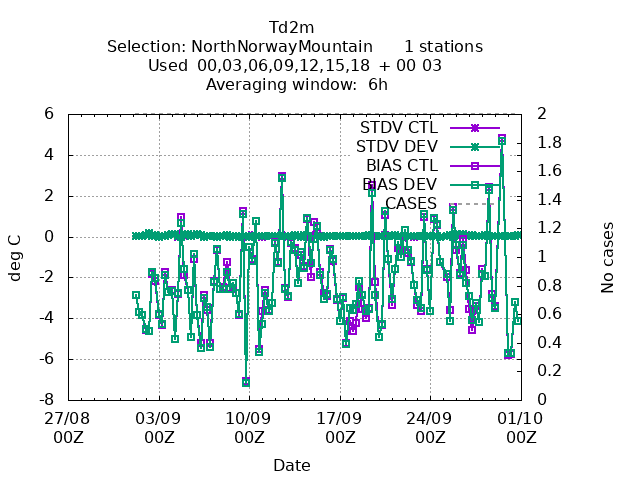 Td2m
Selection: NorthNorwayMountain 1 stations
Used 00,03,06,09,12,15,18 + 00 03
Averaging window: 6h
6 2
STDV CTL
1.8
4 STDV DEV
1.6
BIAS CTL
2 BIAS DEV
1.4
CASES
1.2
0
deg C
No cases
1
-2
0.8
0.6
-4
0.4
-6
0.2
-8 0
27/08 03/09 10/09 17/09 24/09 01/10
00Z 00Z 00Z 00Z 00Z 00Z
Date